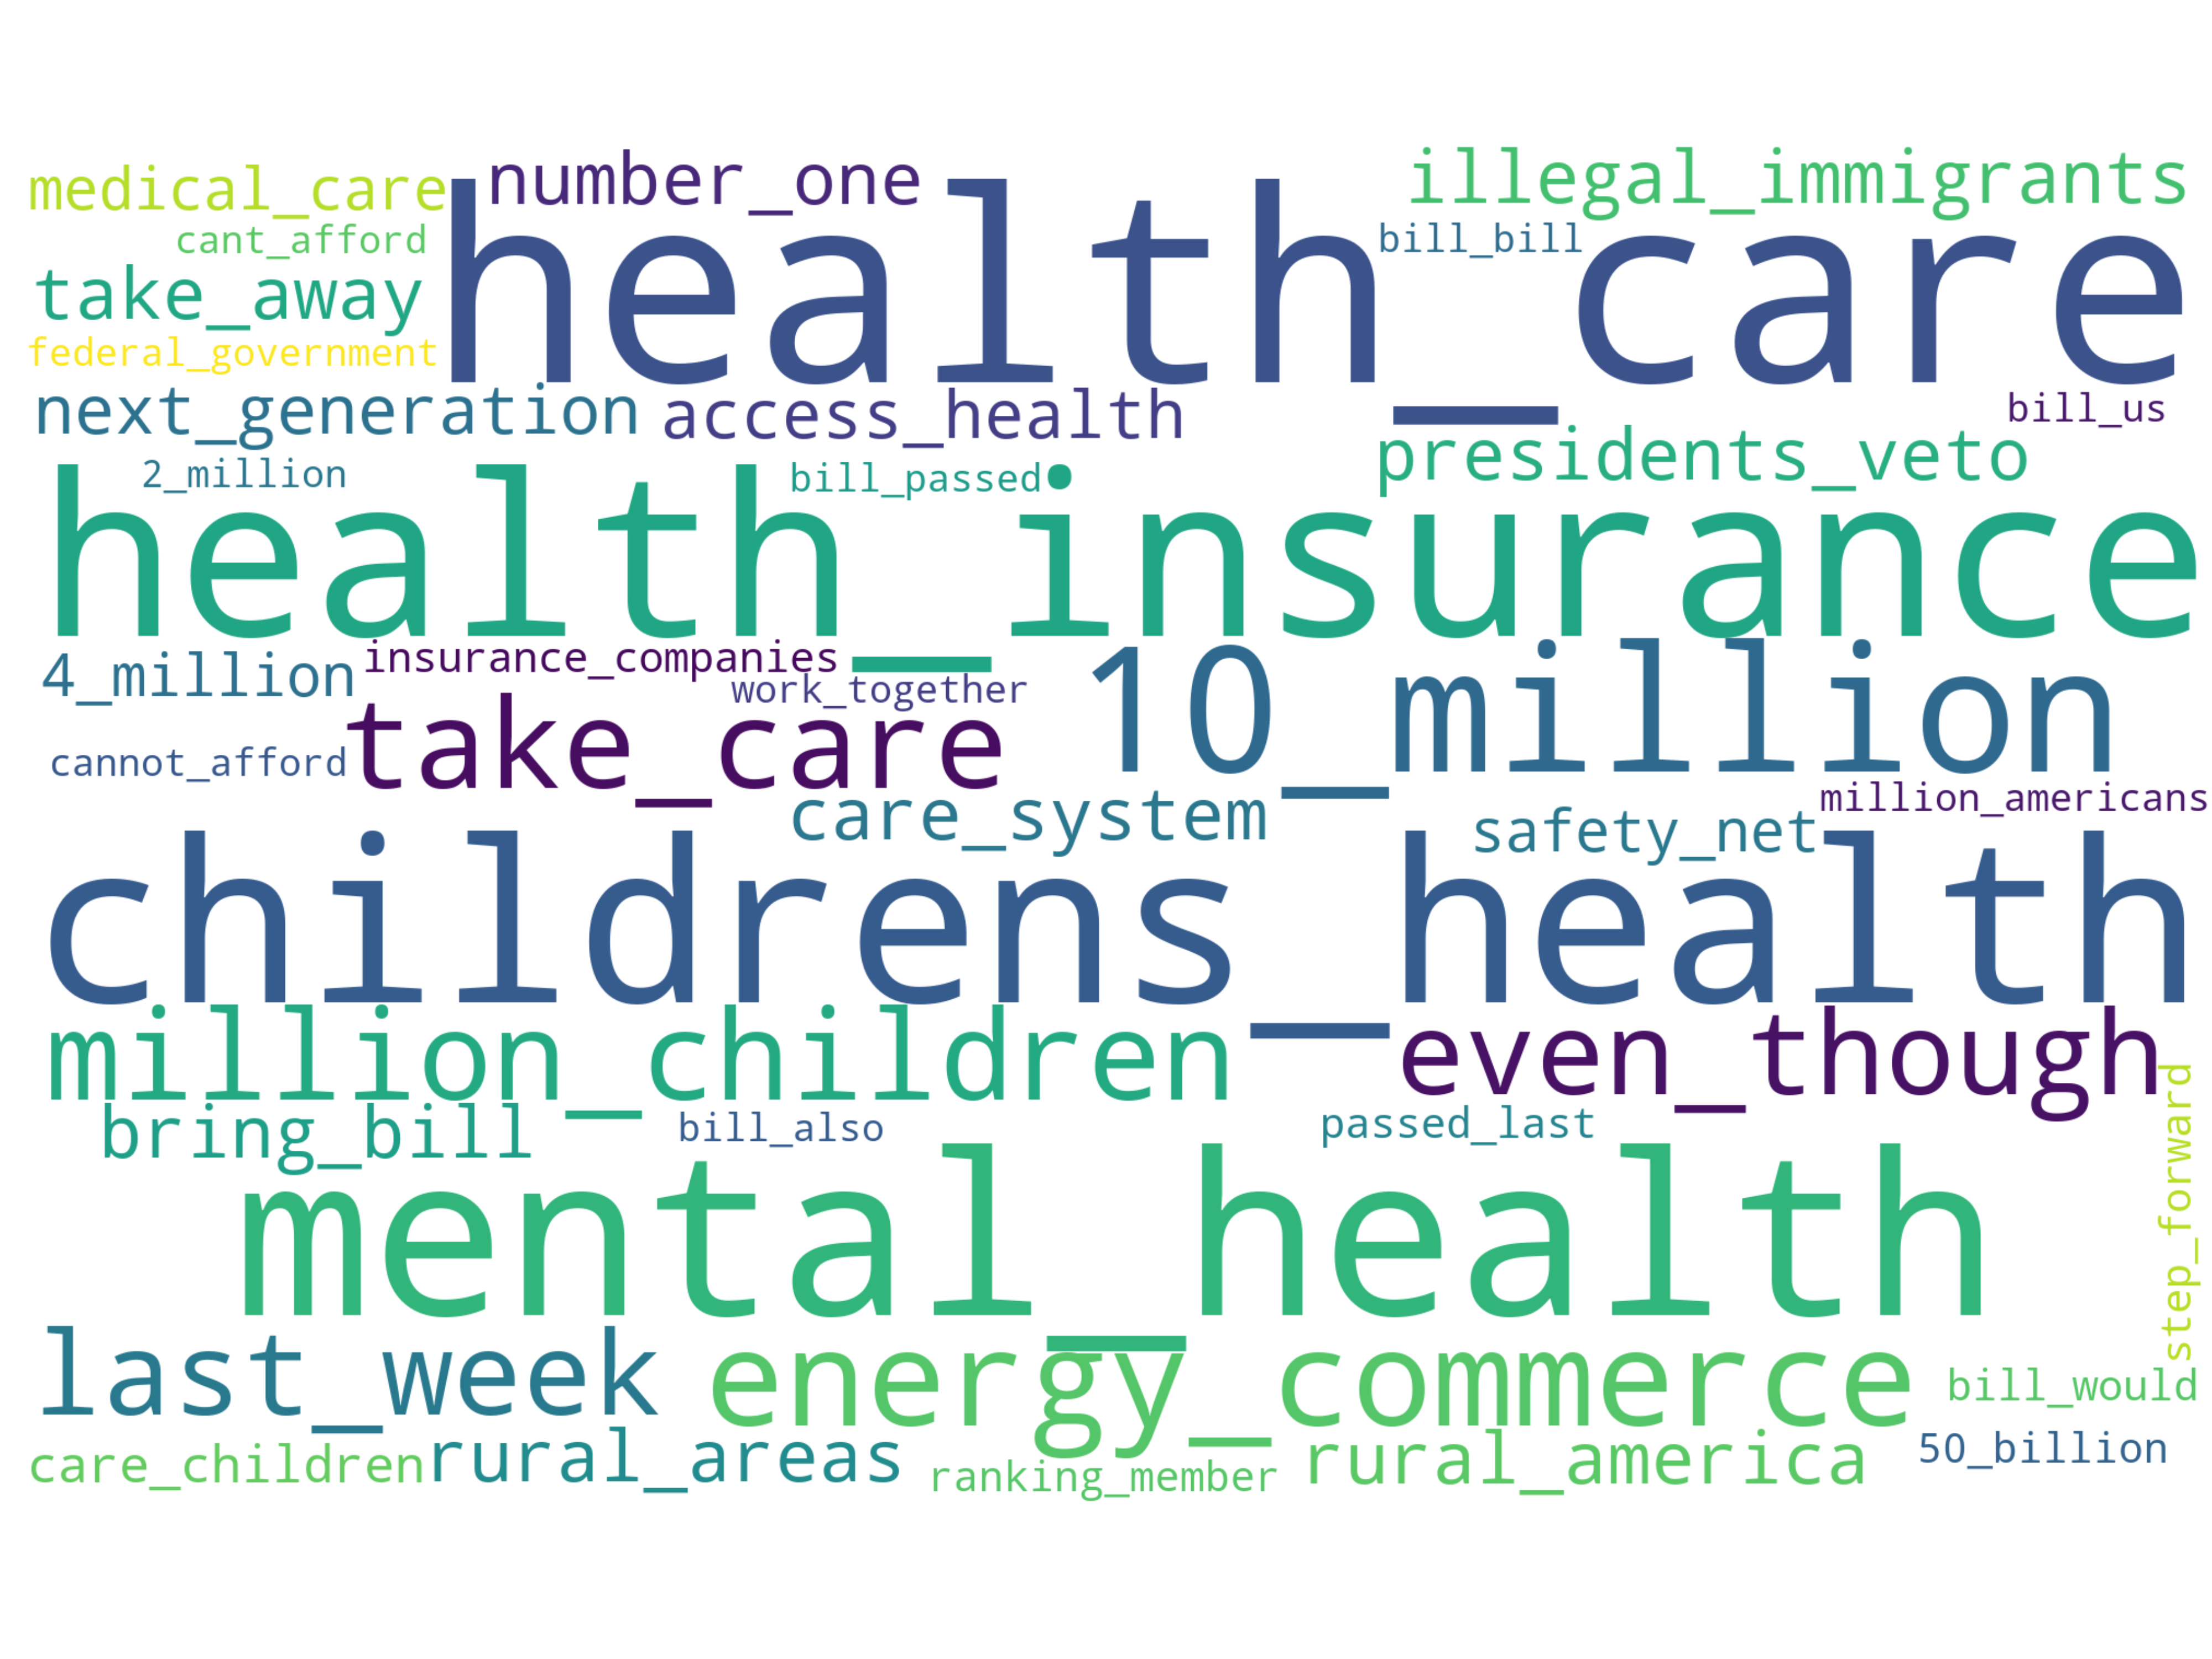 medical_care
number_one
illegal_immigrants
cant_afford
bill_bill
health_care
take_away
federal_government
next_generation
access_health
bill_us
presidents_veto
2_million
bill_passed
health_insurance
4_million
insurance_companies
work_together
10_million
take_care
cannot_afford
care_system
million_americans
safety_net
childrens_health
million_children
even_though
bring_bill
bill_also
passed_last
step_forward
mental_health
last_week
energy_commerce
bill_would
care_children
rural_areas
ranking_member
rural_america
50_billion